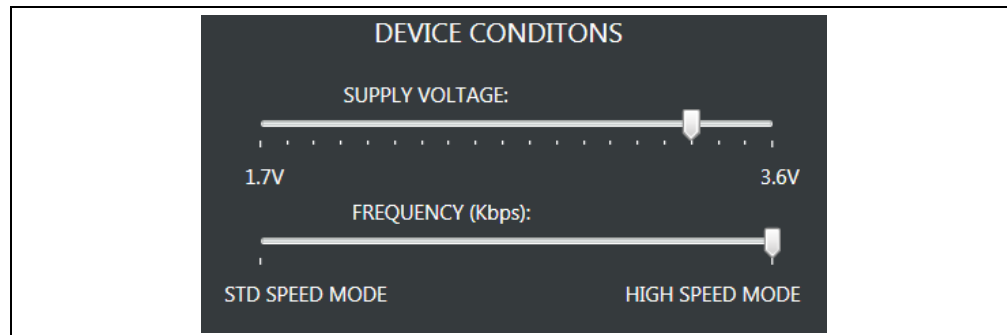 DEVICE CONDITONS
SUPPLY VOLTAGE:
1.7V 3.6V
FREQUENCY (Kbps):
STD SPEED MODE HIGH SPEED MODE